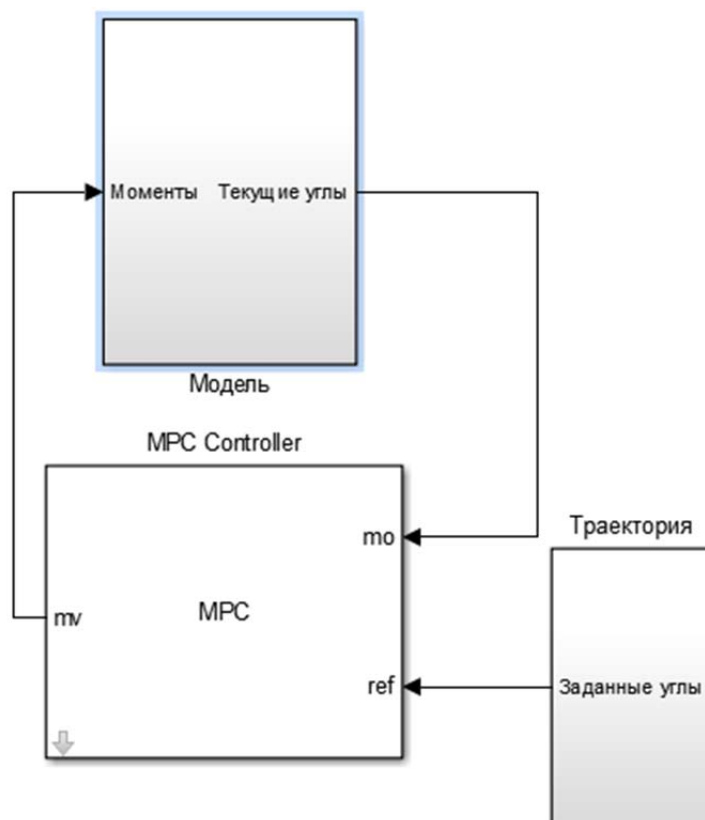 Моменты Текущие углы
Модель
MPC Controller
mo
Траектория
mv
MPC
ref
Заданные углы